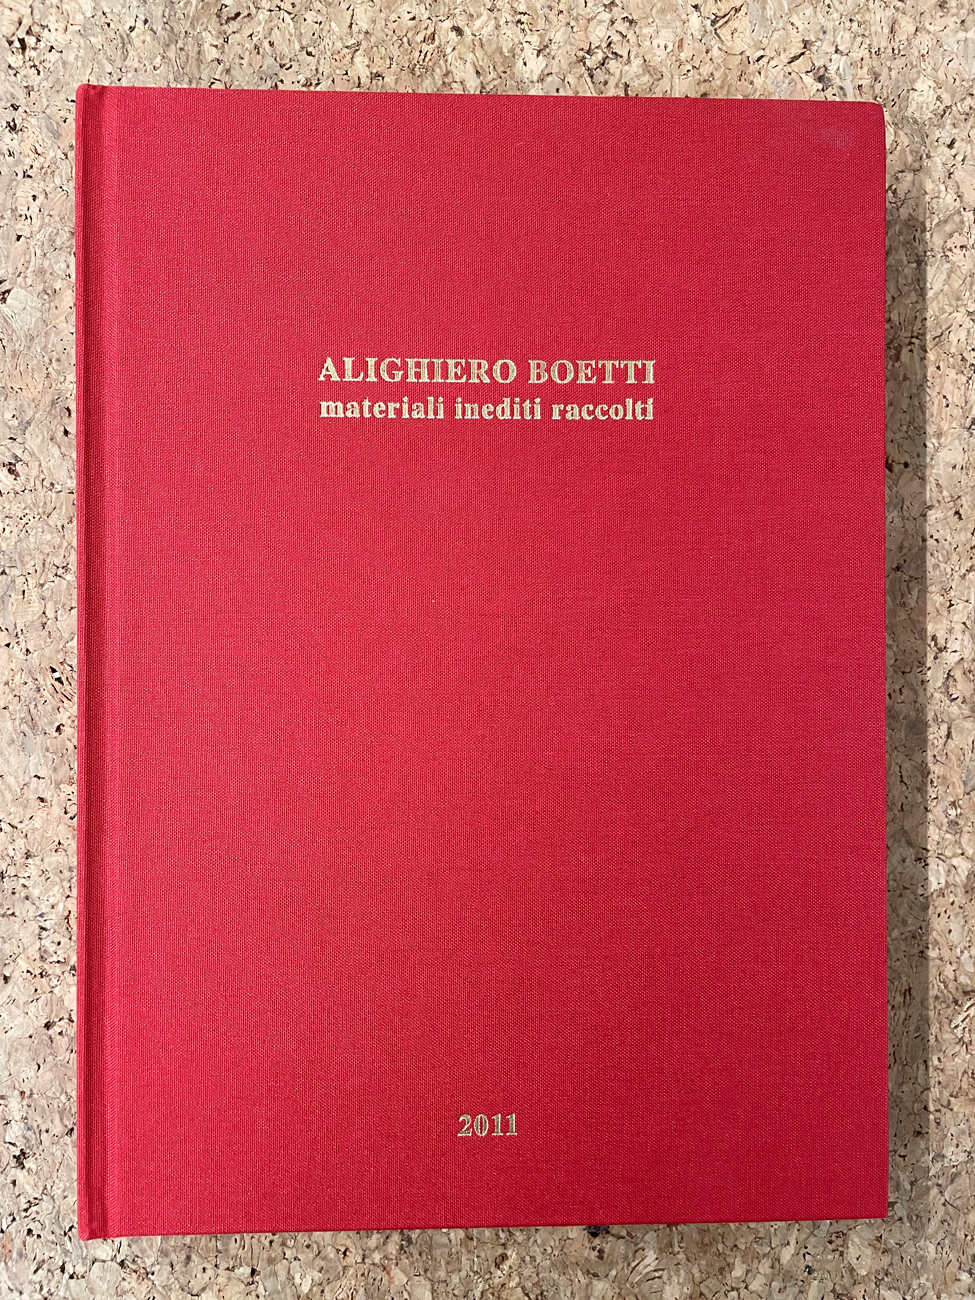 ALIGHIERO BOETTI
materiali inediti raccolti
2011